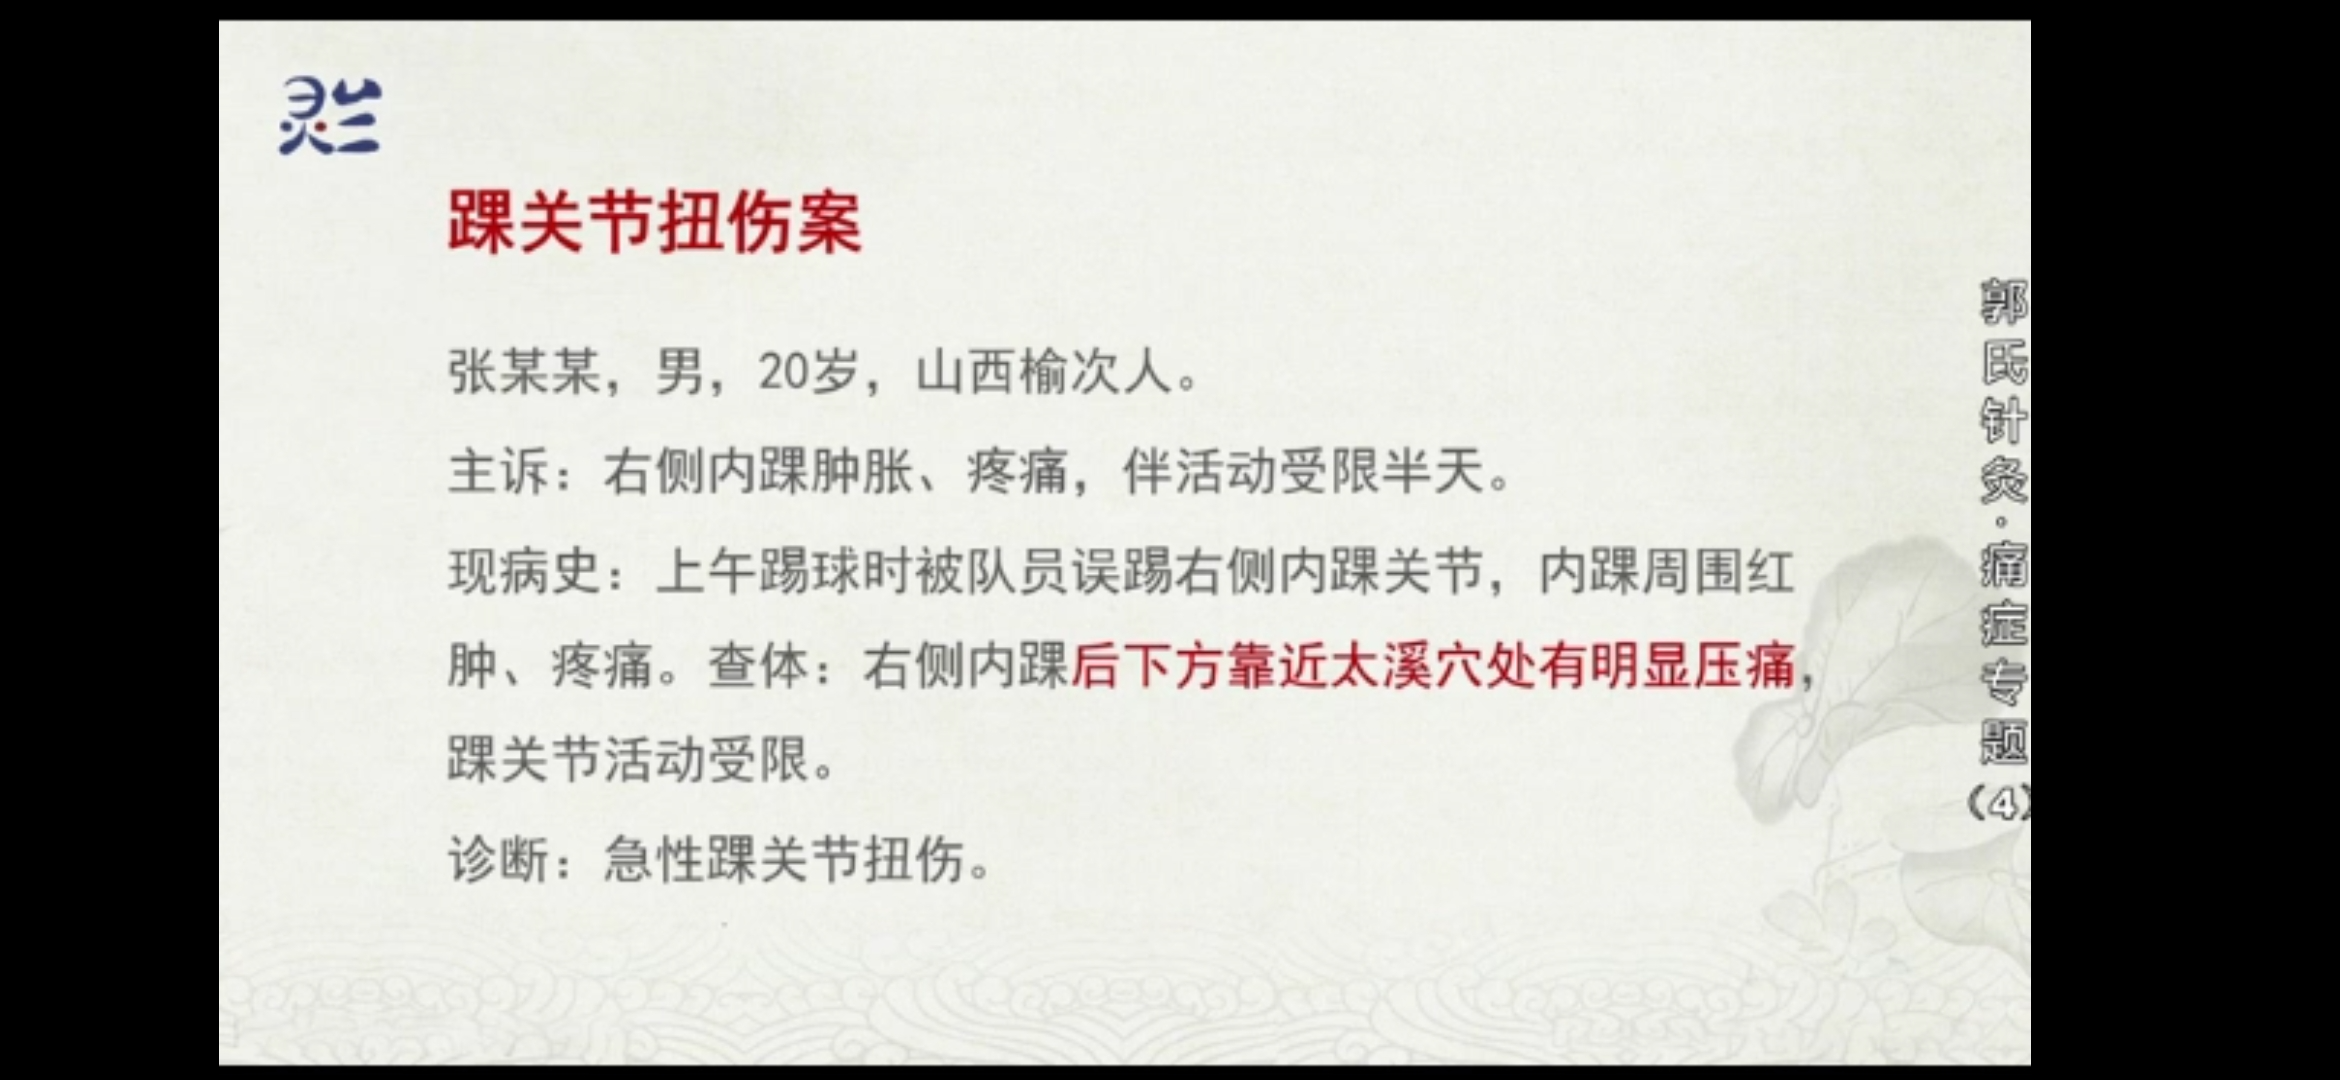 灵兰
踝关节扭伤案
张某某，男，20岁，山西榆次人。
主诉：右侧内踝肿胀、疼痛，伴活动受限半天。
现病史：上午踢球时被队员误踢右侧内踝关节，内踝周围红
肿、疼痛。查体：右侧内踝后下方靠近太溪穴处有明显压痛，
踝关节活动受限。
诊断：急性踝关节扭伤。
郭氏针灸·痛症专题（4）